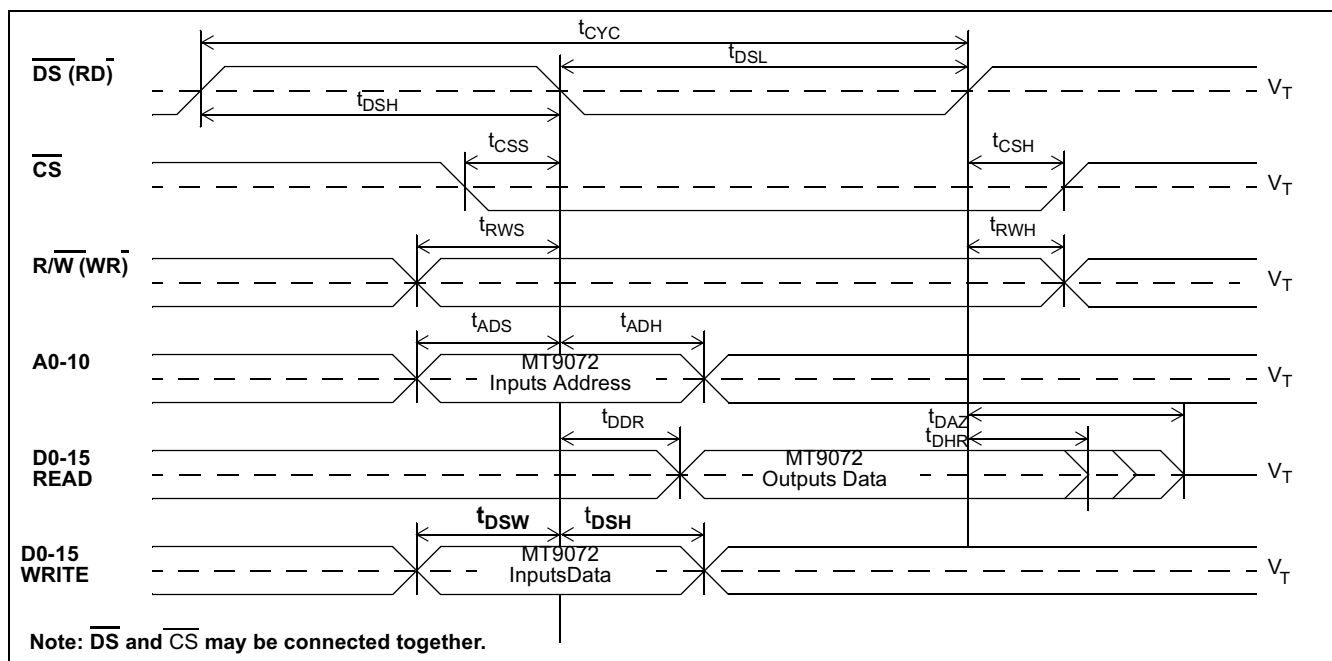 tCYC
DS (RD)
tDSL
VT
tDSH
CS
tCSS
tCSH
VT
tRWS
tRWH
R/W (WR)
VT
tADS
tADH
A0-10
MT9072
Inputs Address
VT
tDAZ
tDDR
tDHR
D0-15
READ
MT9072
Outputs Data
VT
tDSW
tDSH
D0-15
WRITE
MT9072
InputsData
VT
Note: DS and CS may be connected together.